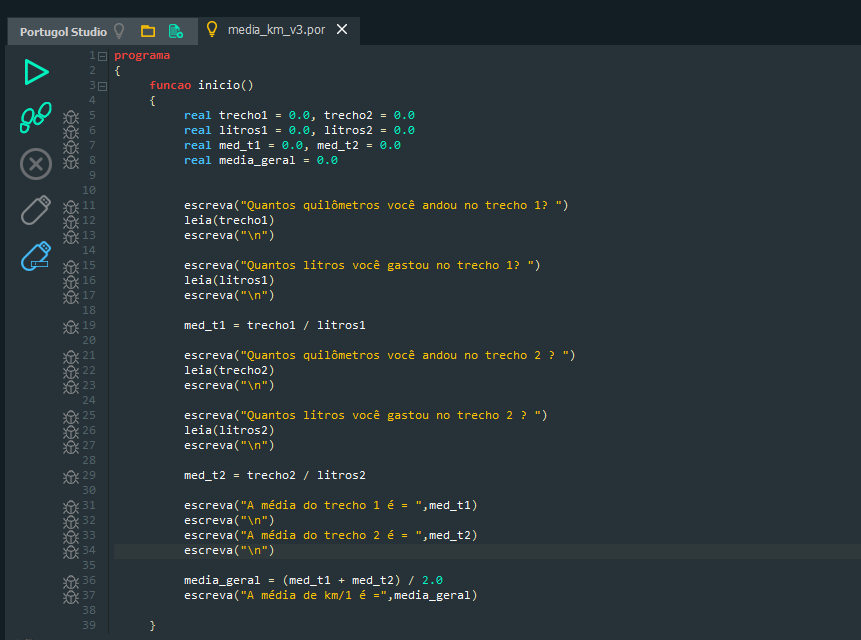 Portugol Studio media_km_v3.por
1 programa
2 {
3 funcao inicio()
4 {
5 real trecho1 = 0.0, trecho2 = 0.0
6 real litros1 = 0.0, litros2 = 0.0
7 real med_t1 = 0.0, med_t2 = 0.0
8 real media_geral = 0.0
9
10
11 escreva("Quantos quilômetros você andou no trecho 1? ")
12 leia(trecho1)
13 escreva("\n")
14
15 escreva("Quantos litros você gastou no trecho 1? ")
16 leia(litros1)
17 escreva("\n")
18
19 med_t1 = trecho1 / litros1
20
21 escreva("Quantos quilômetros você andou no trecho 2 ? ")
22 leia(trecho2)
23 escreva("\n")
24
25 escreva("Quantos litros você gastou no trecho 2 ? ")
26 leia(litros2)
27 escreva("\n")
28
29 med_t2 = trecho2 / litros2
30
31 escreva("A média do trecho 1 é = ",med_t1)
32 escreva("\n")
33 escreva("A média do trecho 2 é = ",med_t2)
34 escreva("\n")
35
36 media_geral = (med_t1 + med_t2) / 2.0
37 escreva("A média de km/1 é =",media_geral)
38
39 }